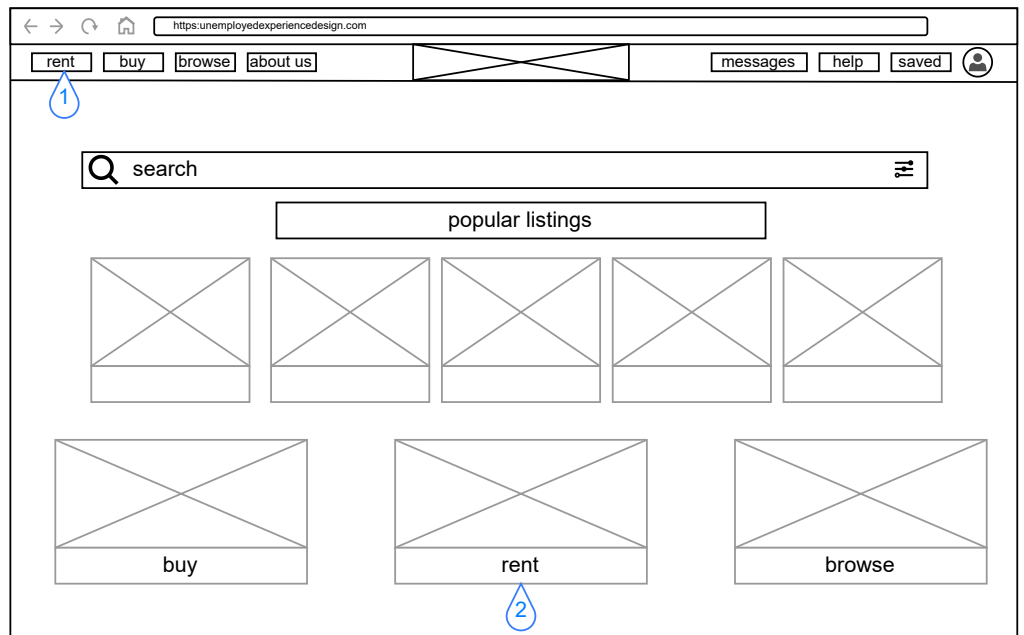 https:unemployedexperiencedesign.com
rent buy browse about us messages help saved
1
search
popular listings
buy rent browse
2